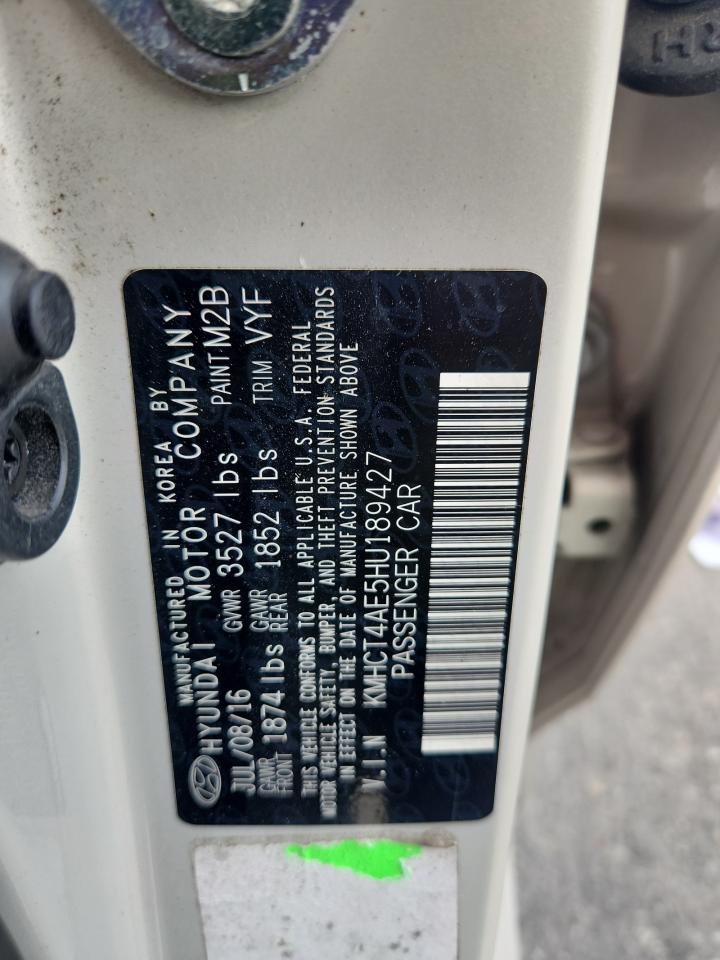 MANUFACTURED IN KOREA BY
HYUNDAI MOTOR COMPANY
JUL/08/16 GVWR 3527 lbs PAINT M2B
GAWR FRONT 1874 lbs GAWR REAR 1852 lbs TRIM VYF
THIS VEHICLE CONFORMS TO ALL APPLICABLE U.S.A. FEDERAL
MOTOR VEHICLE SAFETY, BUMPER, AND THEFT PREVENTION STANDARDS
IN EFFECT ON THE DATE OF MANUFACTURE SHOWN ABOVE
V.I.N KMHCT4AE5HU189427
PASSENGER CAR
RH